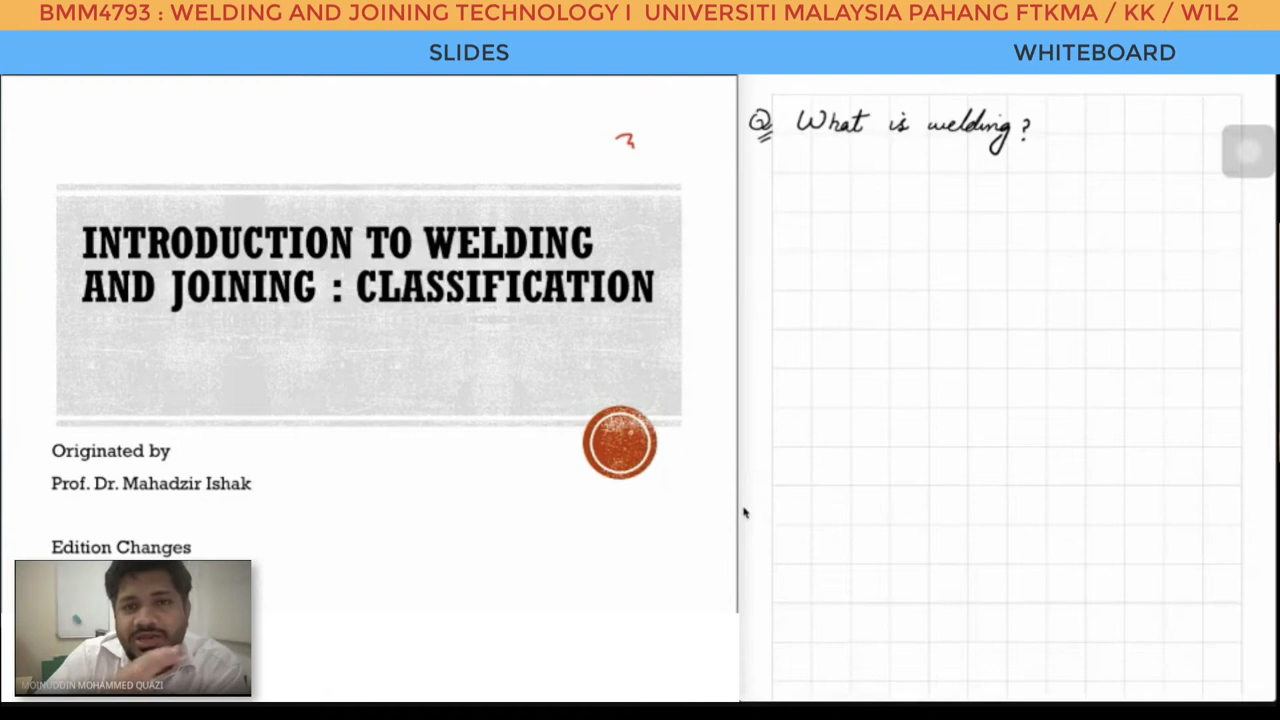 BMM4793 : WELDING AND JOINING TECHNOLOGY I UNIVERSITI MALAYSIA PAHANG FTKMA / KK / W1L2
SLIDES
WHITEBOARD
Q What is welding?
INTRODUCTION TO WELDING
AND JOINING : CLASSIFICATION
Originated by
Prof. Dr. Mahadzir Ishak
Edition Changes
MOINUDDIN MOHAMMED QUAZI